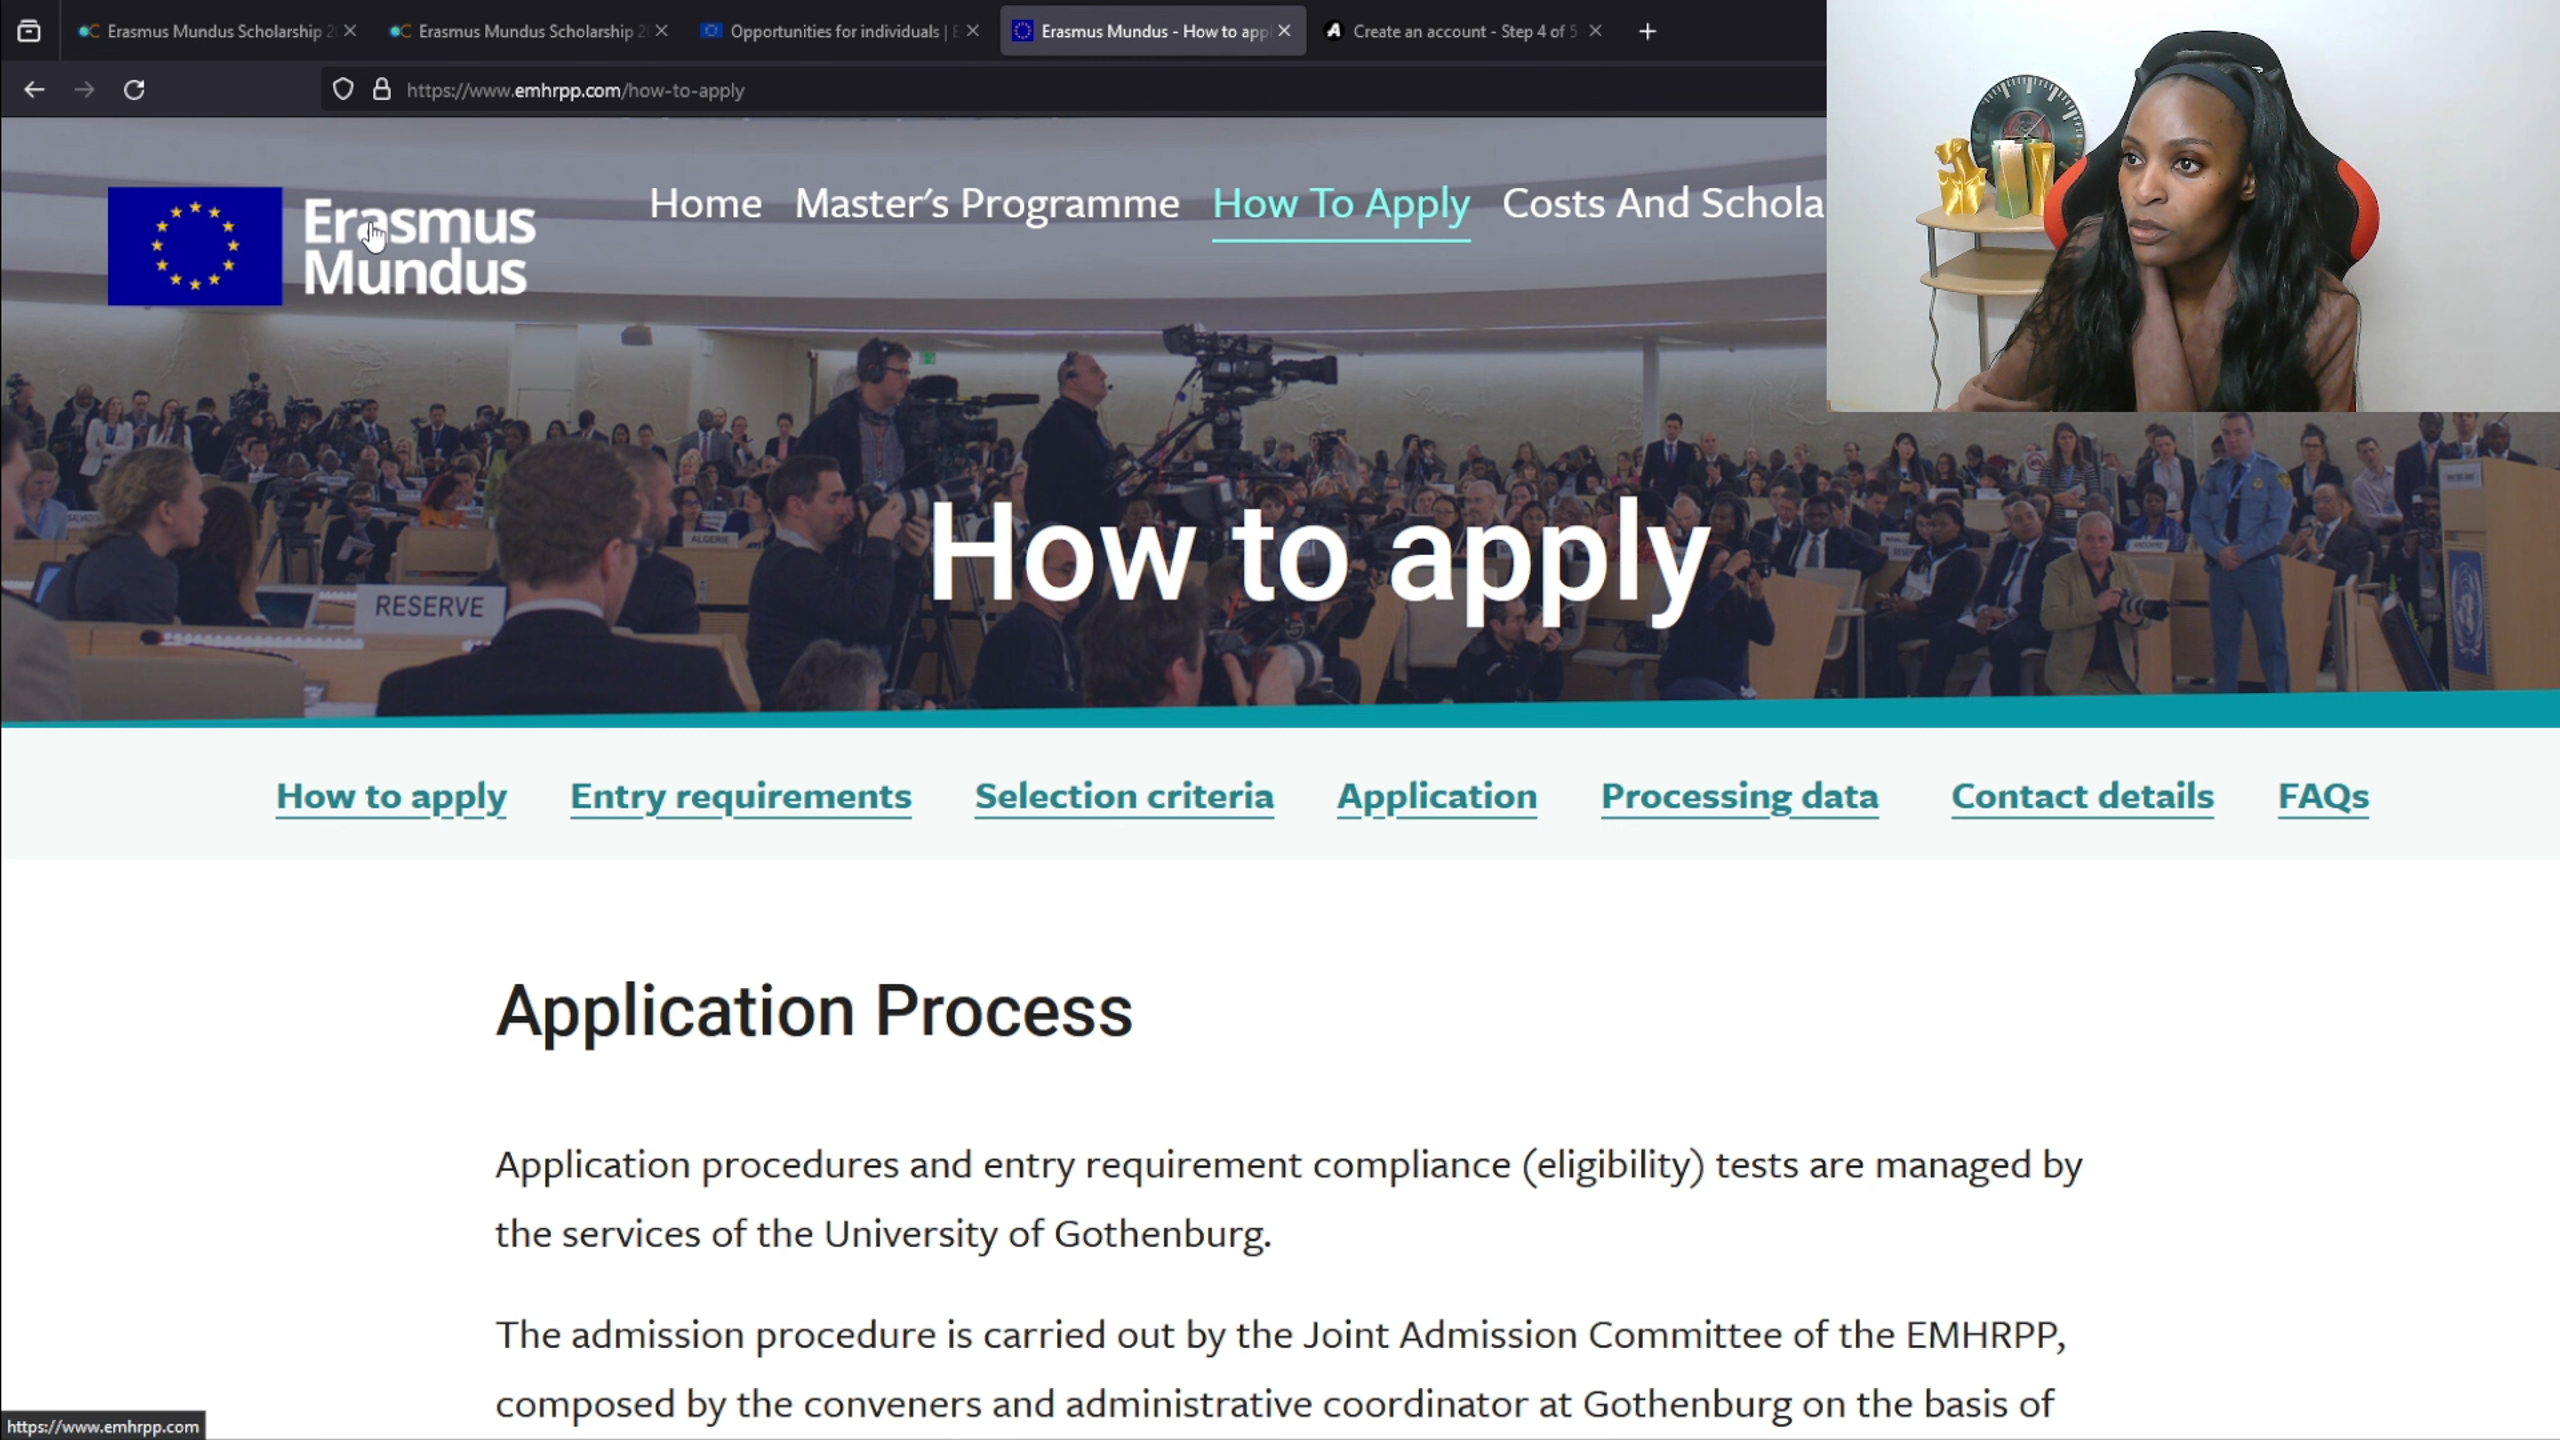 Erasmus Mundus Scholarship 2
Erasmus Mundus Scholarship 2
Opportunities for individuals | E
Erasmus Mundus - How to appl
Create an account - Step 4 of 5
https://www.emhrpp.com/how-to-apply
Erasmus
Mundus
Home
Master's Programme
How To Apply
Costs And Schola
ALGERIE
RESERVE
How to apply
How to apply
Entry requirements
Selection criteria
Application
Processing data
Contact details
FAQs
Application Process
Application procedures and entry requirement compliance (eligibility) tests are managed by
the services of the University of Gothenburg.
The admission procedure is carried out by the Joint Admission Committee of the EMHRPP,
composed by the conveners and administrative coordinator at Gothenburg on the basis of
https://www.emhrpp.com